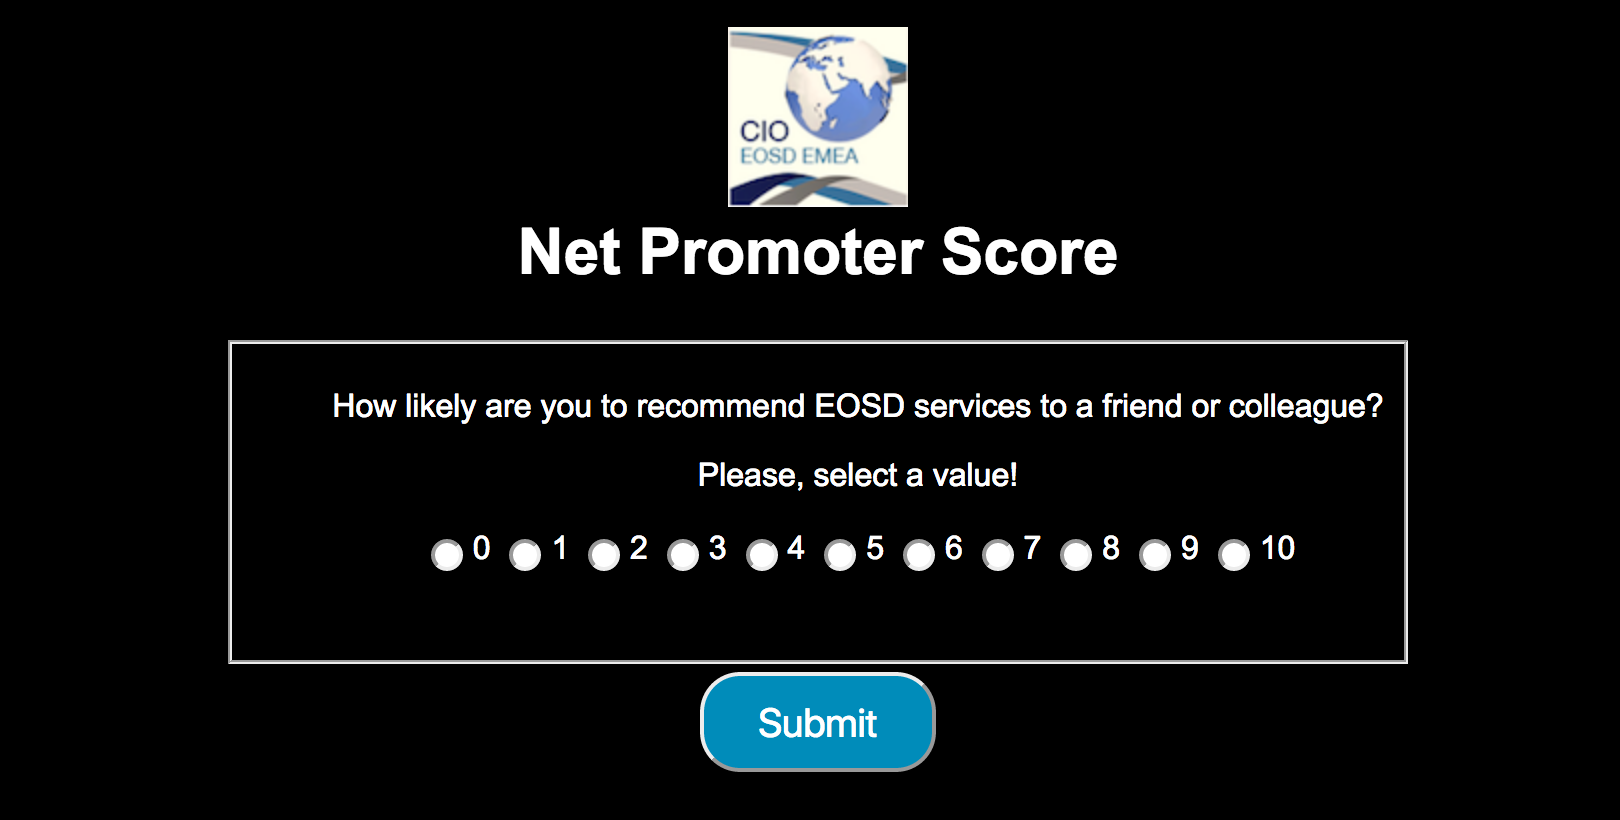 CIO
EOSD EMEA
Net Promoter Score
How likely are you to recommend EOSD services to a friend or colleague?
Please, select a value!
0 1 2 3 4 5 6 7 8 9 10
Submit